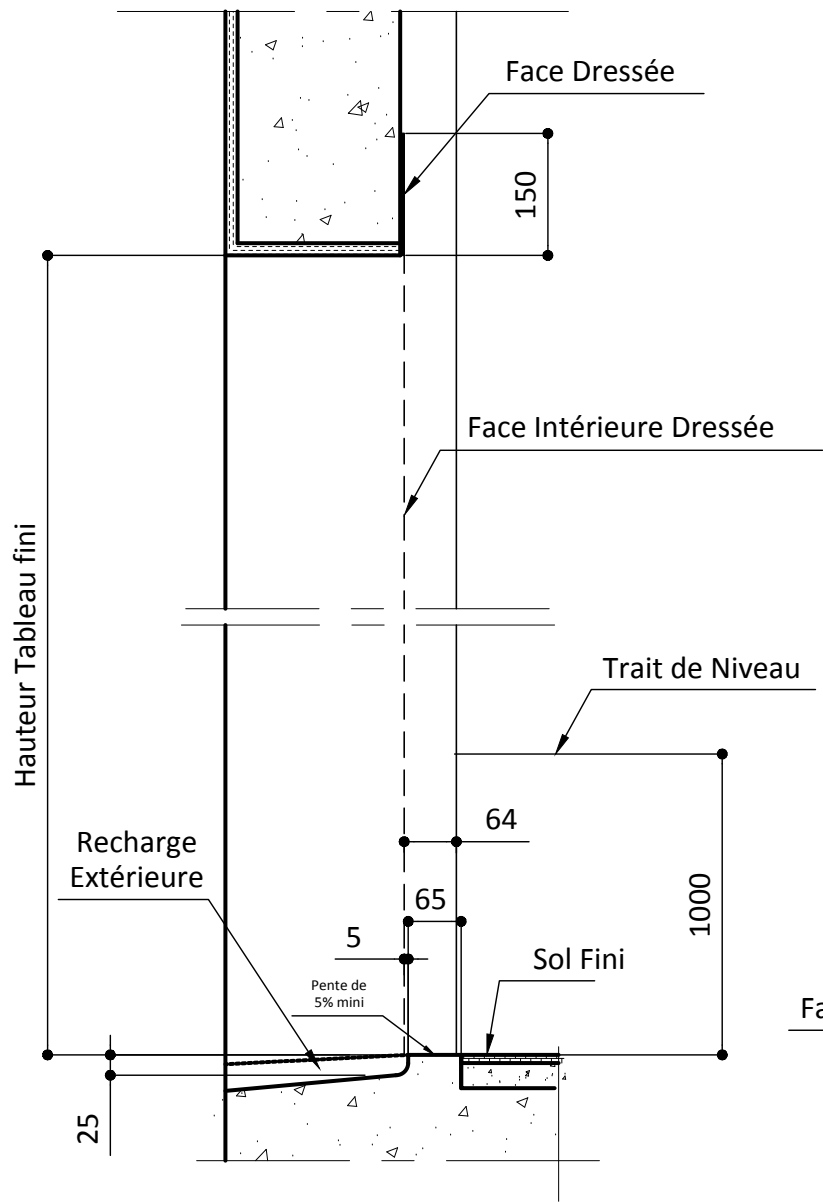 Face Dressée
150
Face Intérieure Dressée
Hauteur Tableau fini
Trait de Niveau
64
Recharge
Extérieure
65
1000
5
Sol Fini
Pente de
5% mini
Fa
25